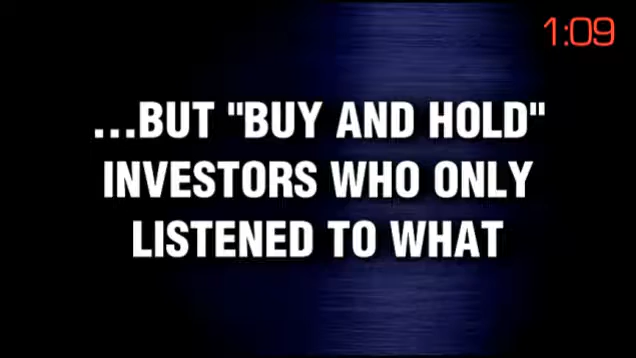 1:09
...BUT "BUY AND HOLD"
INVESTORS WHO ONLY
LISTENED TO WHAT